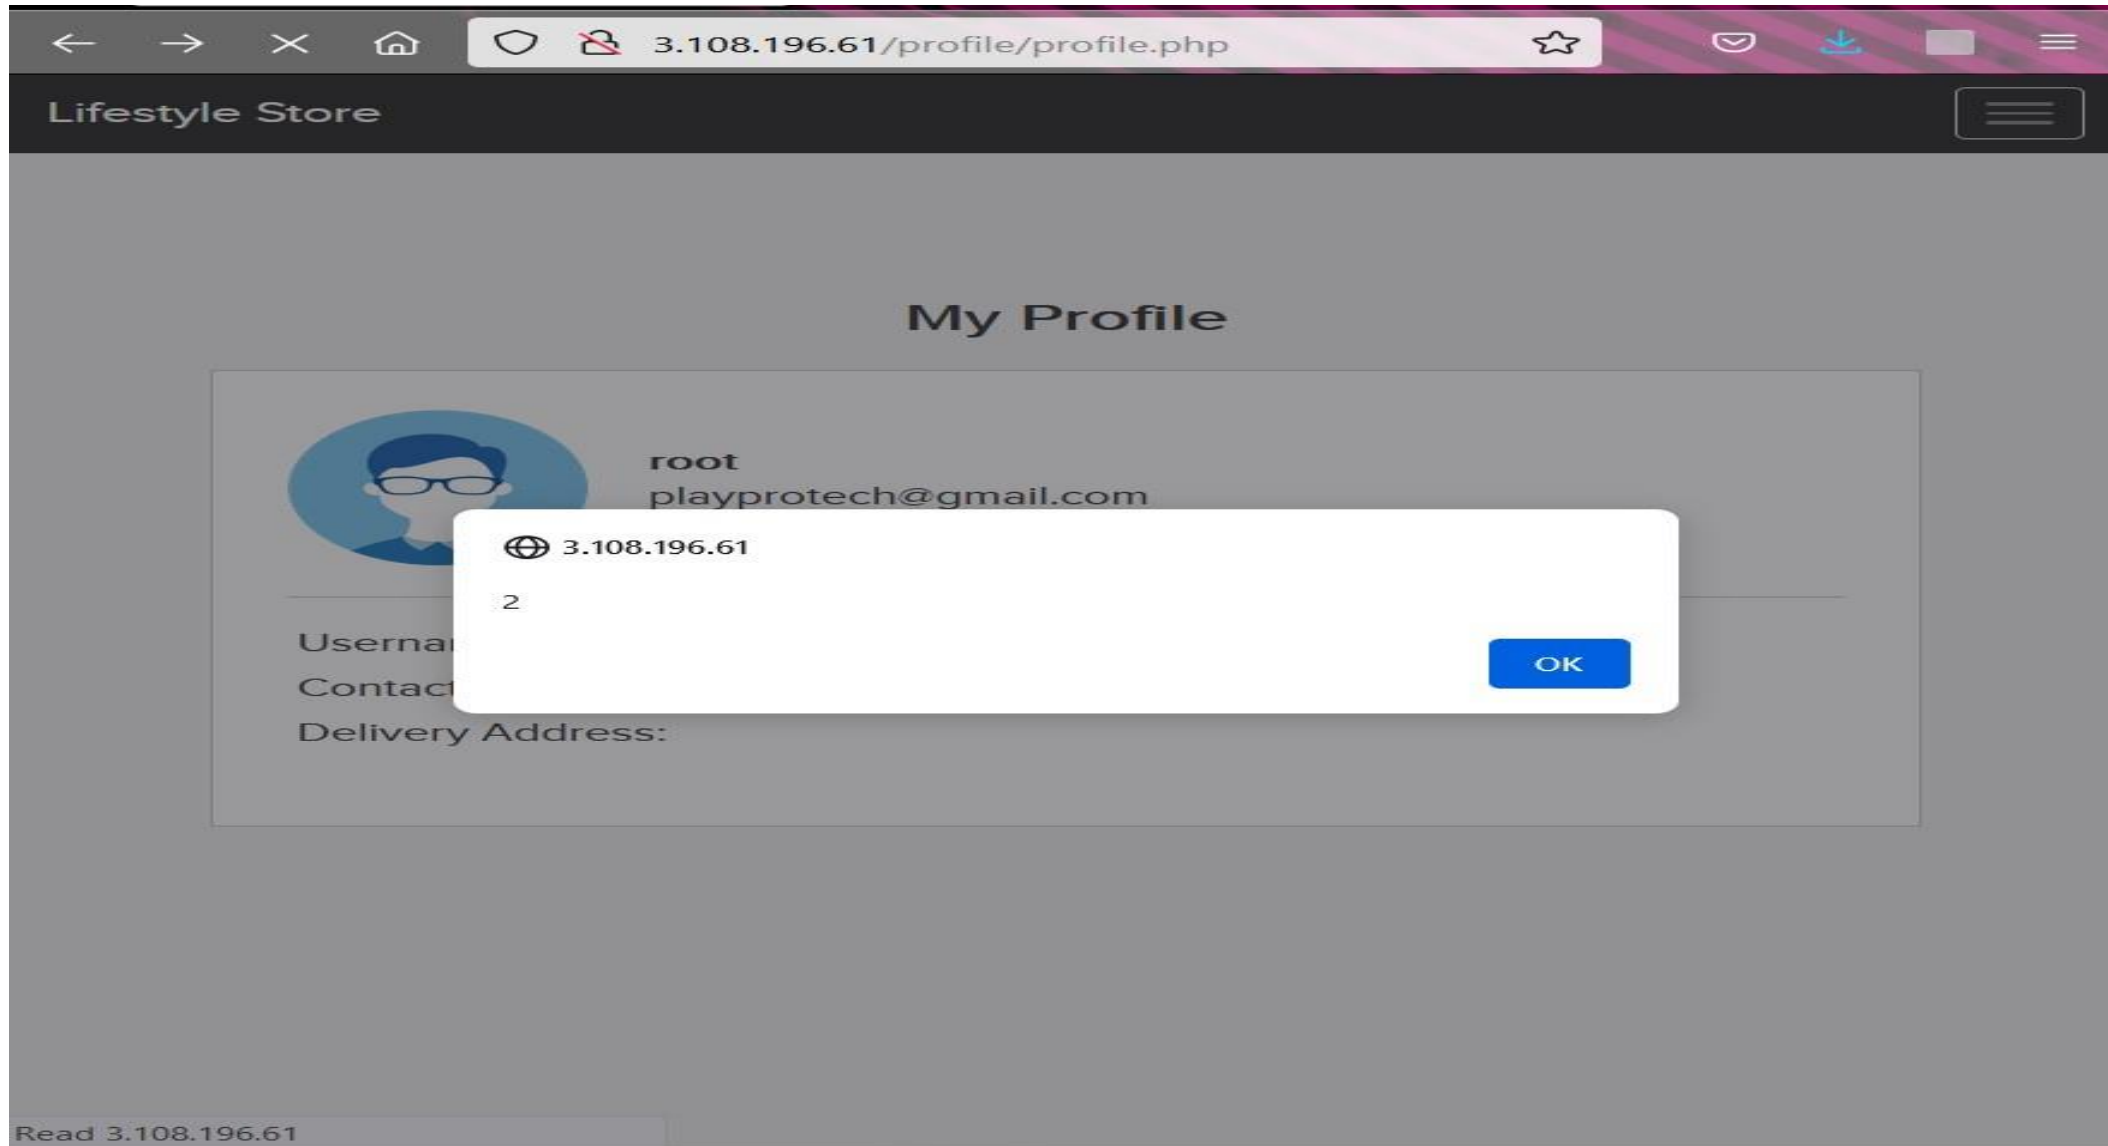 3.108.196.61/profile/profile.php
Lifestyle Store
My Profile
root
playprotech@gmail.com
3.108.196.61
2
OK
Userna
Contact
Delivery Address:
Read 3.108.196.61